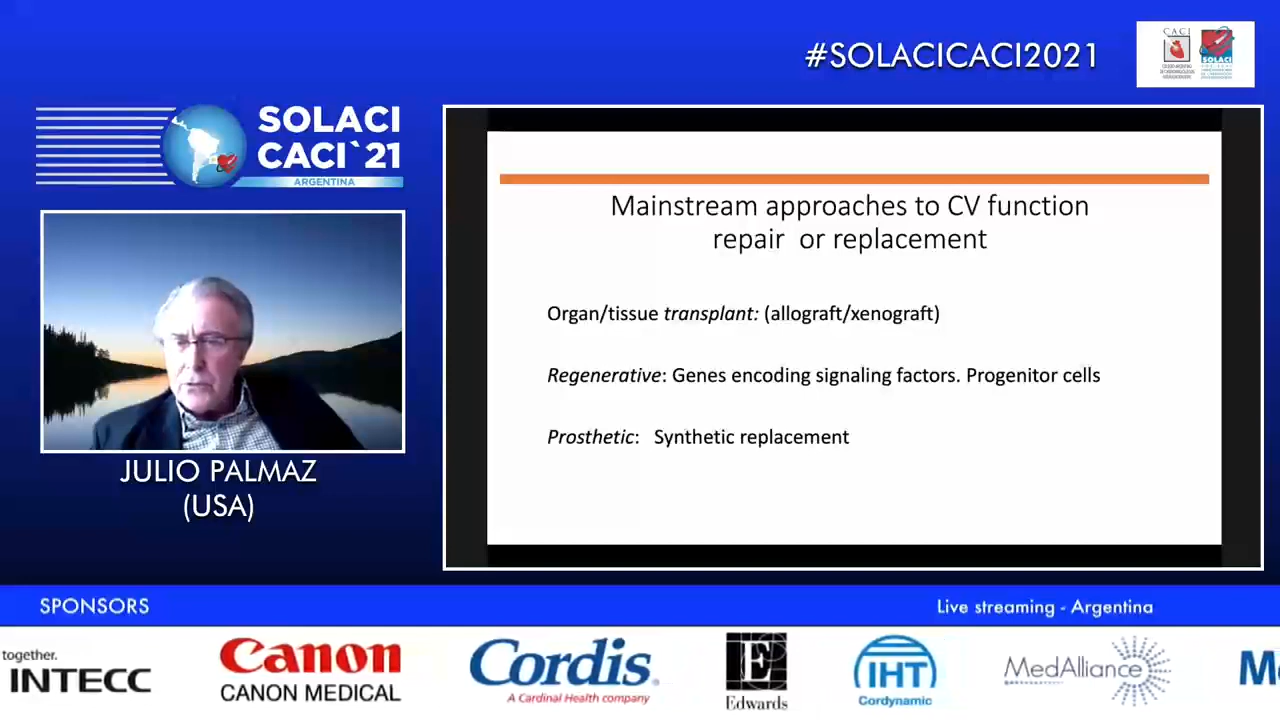 #SOLACICACI2021
CACI
SOLACI
SOLACI
CACI`21
ARGENTINA
Mainstream approaches to CV function
repair or replacement
Organ/tissue transplant: (allograft/xenograft)
Regenerative: Genes encoding signaling factors. Progenitor cells
Prosthetic: Synthetic replacement
JULIO PALMAZ
(USA)
SPONSORS
Live streaming - Argentina
together.
INTECC
Canon
CANON MEDICAL
Cordis
A Cardinal Health company
E
Edwards
IHT
Cordynamic
MedAlliance